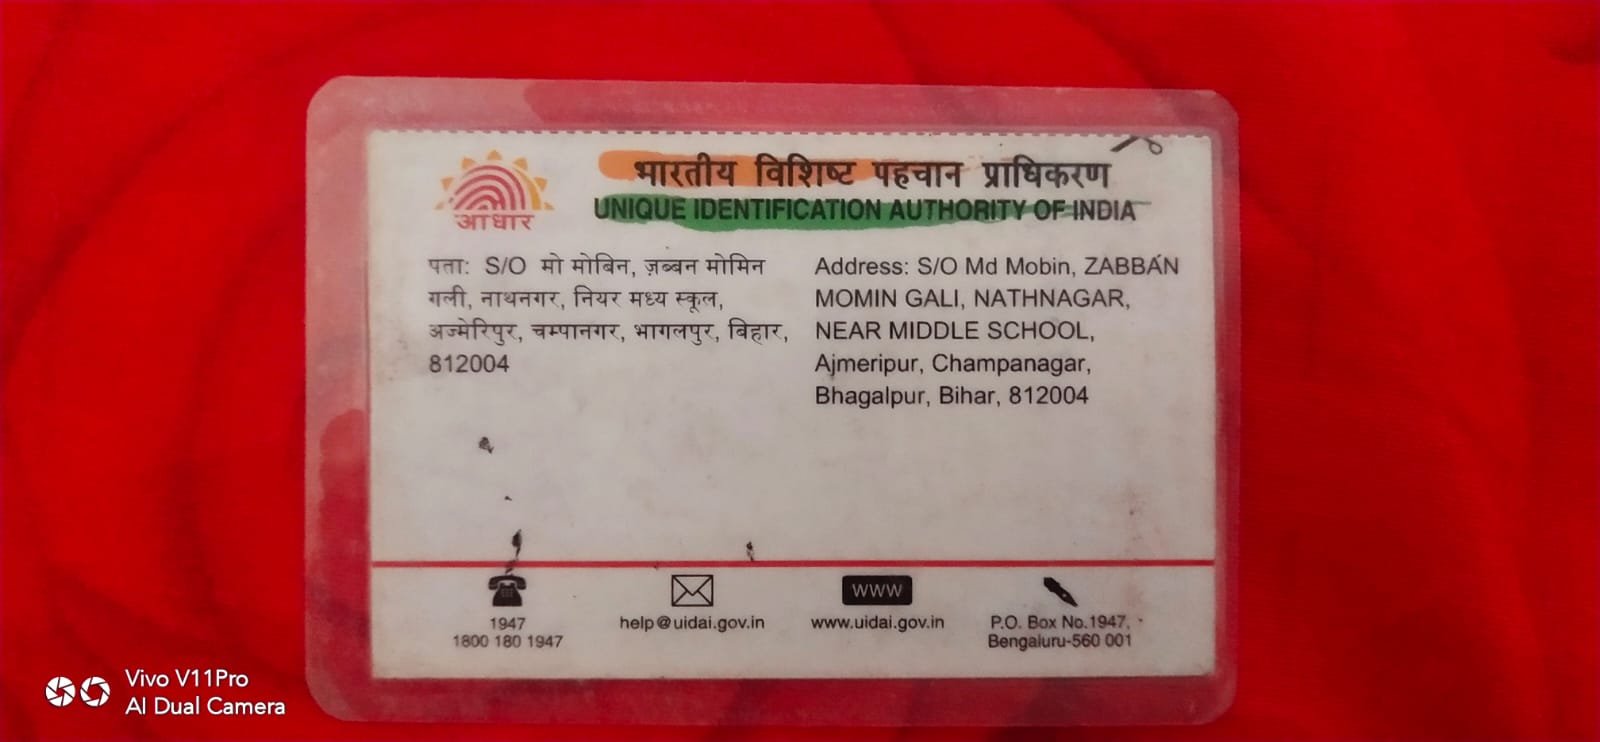 आधार
भारतीय विशिष्ट पहचान प्राधिकरण
UNIQUE IDENTIFICATION AUTHORITY OF INDIA
पता: S/O मो मोबिन, ज़ब्बन मोमिन
गली, नाथनगर, नियर मध्य स्कूल,
अज्मेरिपुर, चम्पानगर, भागलपुर, बिहार,
812004
Address: S/O Md Mobin, ZABBAN
MOMIN GALI, NATHNAGAR,
NEAR MIDDLE SCHOOL,
Ajmeripur, Champanagar,
Bhagalpur, Bihar, 812004
1947
1800 180 1947
help@uidai.gov.in
WWW
www.uidai.gov.in
P.O. Box No.1947,
Bengaluru-560 001
Vivo V11Pro
AI Dual Camera